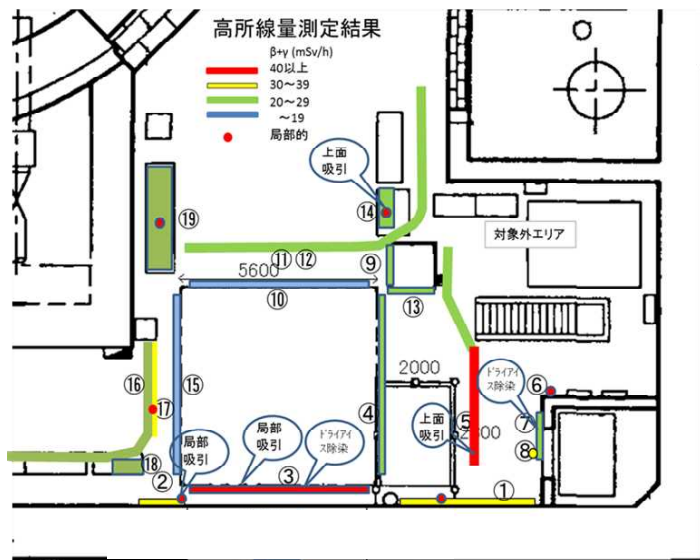 高所線量測定結果
β+γ (mSv/h)
40以上
30～39
20～29
～19
局部的
上面
吸引
⑭
⑲
対象外エリア
⑪ ⑫
⑨
5600
⑩
⑬
2000
⑯
⑮
⑰
④
⑤
上面
吸引
ﾄﾞﾗｲｱｲ
ｽ除染
⑥
⑦
⑧
局部
吸引
局部
吸引
ﾄﾞﾗｲｱｲ
ｽ除染
⑱
②
③
①